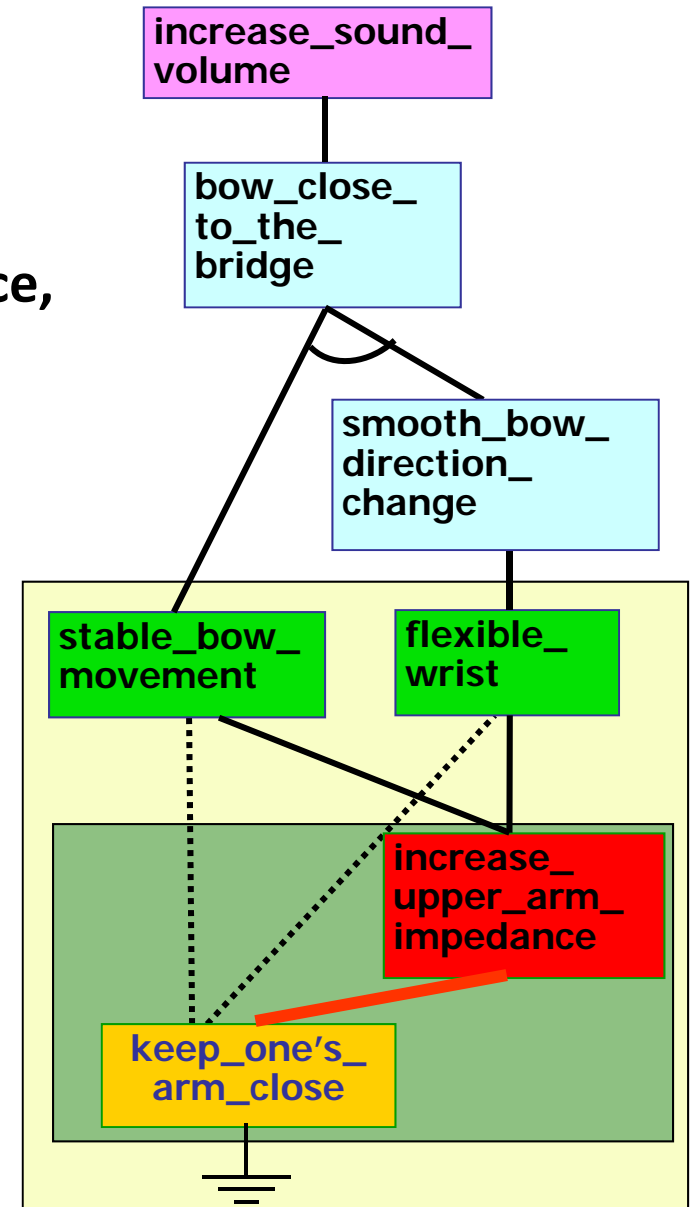 increase_sound_
volume
bow_close_
to_the_
bridge
ce,
smooth_bow_
direction_
change
stable_bow_
movement
flexible_
wrist
increase_
upper_arm_
impedance
keep_one's_
arm_close